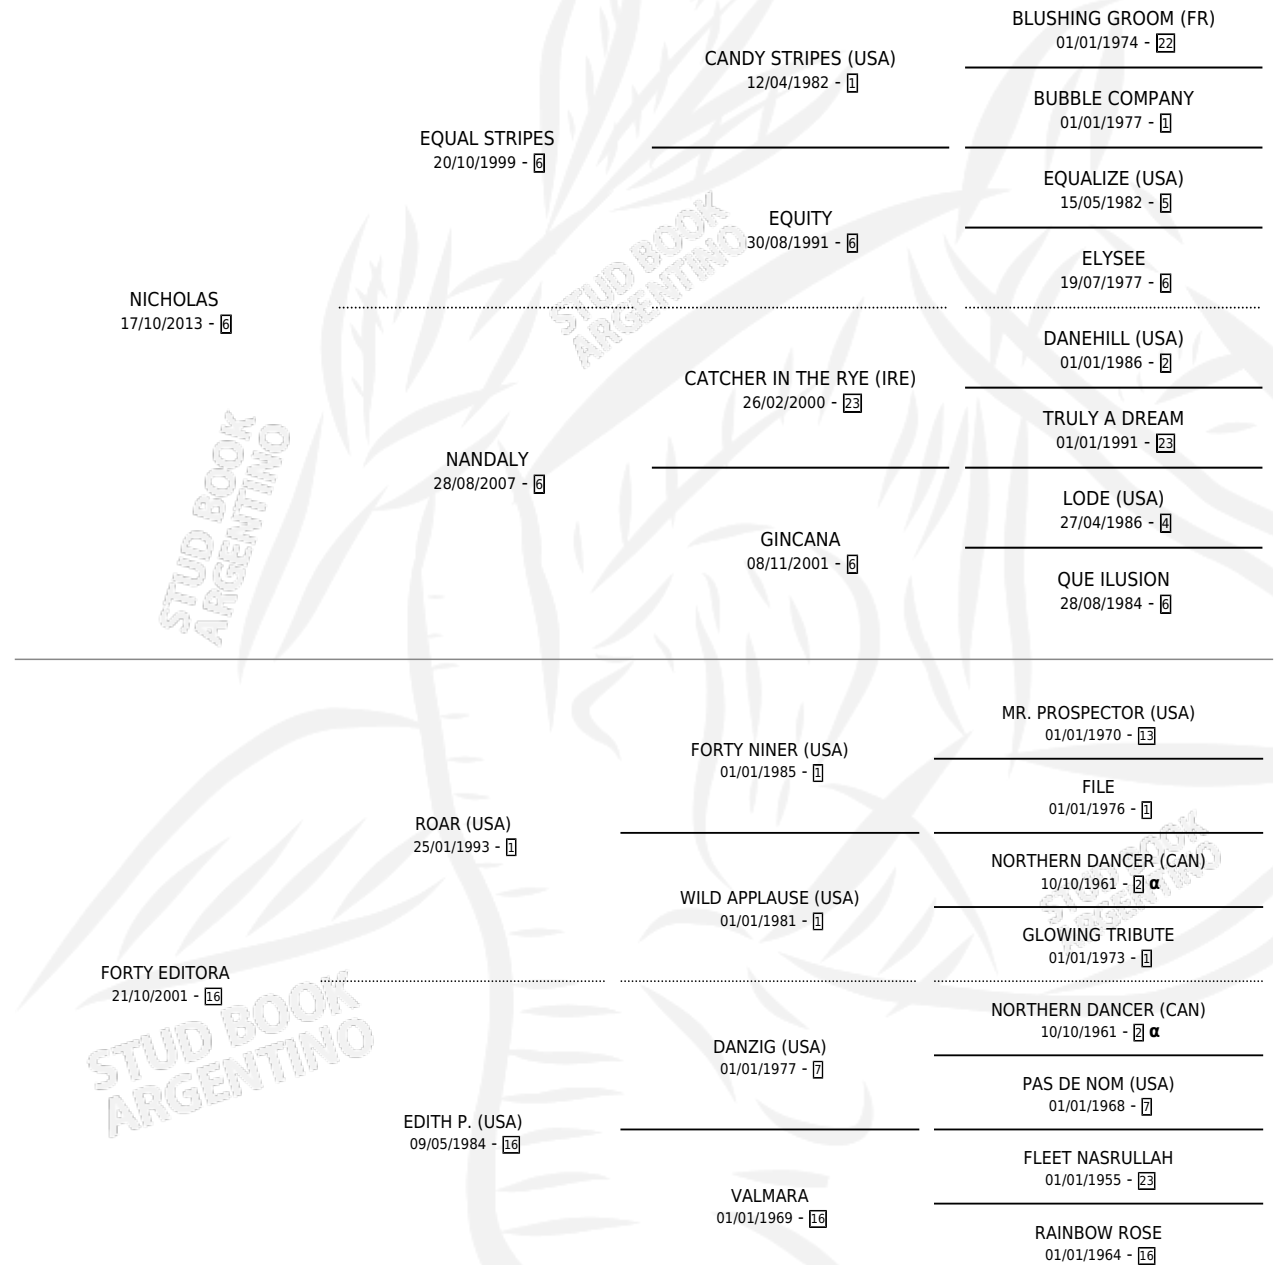 BLUSHING GROOM (FR)
01/01/1974 - 22
CANDY STRIPES (USA)
12/04/1982 - 1
BUBBLE COMPANY
01/01/1977 - 1
EQUAL STRIPES
20/10/1999 - 6
EQUALIZE (USA)
15/05/1982 - 5
EQUITY
30/08/1991 - 6
ELYSEE
19/07/1977 - 6
NICHOLAS
17/10/2013 - 6
DANEHILL (USA)
01/01/1986 - 2
CATCHER IN THE RYE (IRE)
26/02/2000 - 23
TRULY A DREAM
01/01/1991 - 23
NANDALY
28/08/2007 - 6
LODE (USA)
27/04/1986 - 4
GINCANA
08/11/2001 - 6
QUE ILUSION
28/08/1984 - 6
MR. PROSPECTOR (USA)
01/01/1970 - 13
FORTY NINER (USA)
01/01/1985 - 1
FILE
01/01/1976 - 1
ROAR (USA)
25/01/1993 - 1
NORTHERN DANCER (CAN)
10/10/1961 - 2 α
WILD APPLAUSE (USA)
01/01/1981 - 1
GLOWING TRIBUTE
01/01/1973 - 1
FORTY EDITORA
21/10/2001 - 16
NORTHERN DANCER (CAN)
10/10/1961 - 2 α
DANZIG (USA)
01/01/1977 - 7
PAS DE NOM (USA)
01/01/1968 - 7
EDITH P. (USA)
09/05/1984 - 16
FLEET NASRULLAH
01/01/1955 - 23
VALMARA
01/01/1969 - 16
RAINBOW ROSE
01/01/1964 - 16
STUD BOOK
ARGENTINO
STUD BOOK
ARGENTINO
STUD BOOK
ARGENTINO
STUD BOOK
ARGENTINO